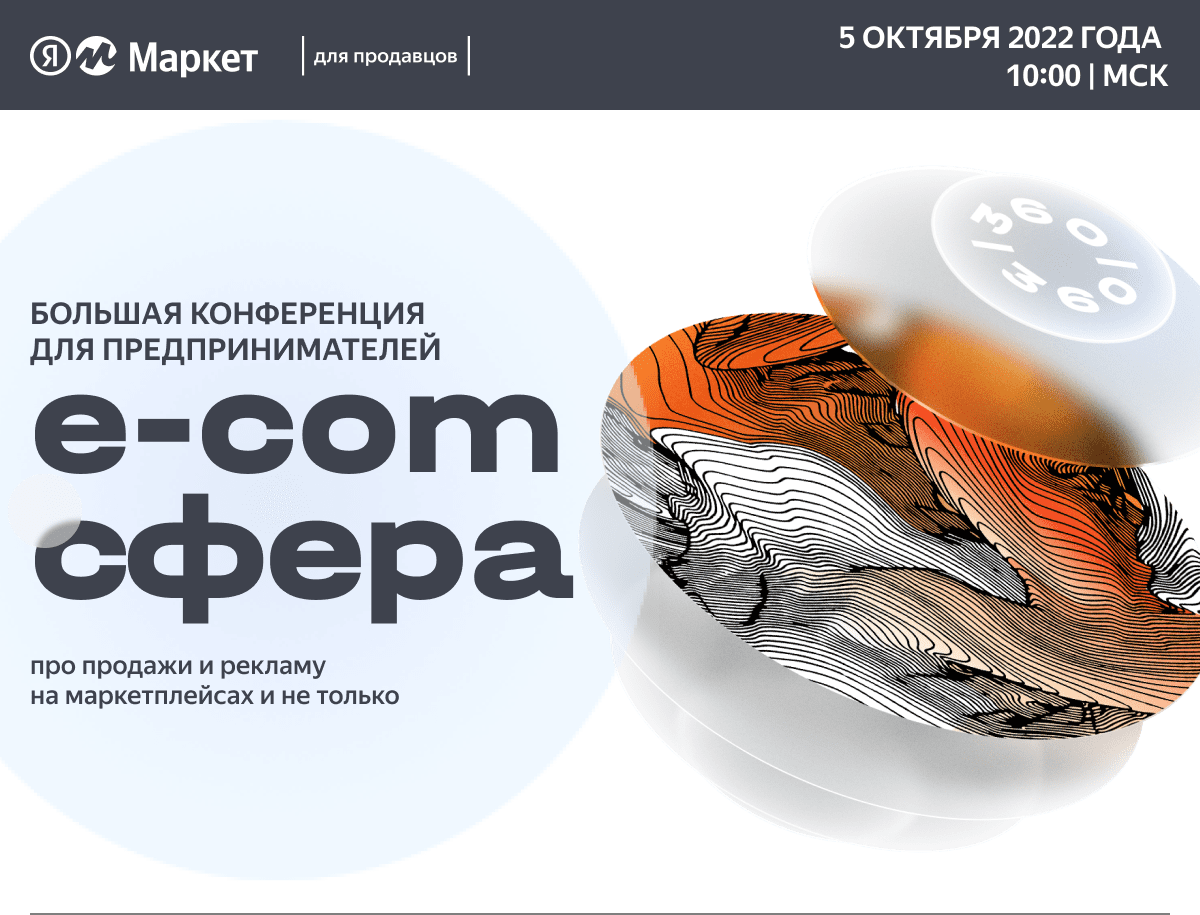 Я Маркет
для продавцов
5 ОКТЯБРЯ 2022 ГОДА
10:00 | МСК
БОЛЬШАЯ КОНФЕРЕНЦИЯ
ДЛЯ ПРЕДПРИНИМАТЕЛЕЙ
e-com
сфера
про продажи и рекламу
на маркетплейсах и не только
360/360/